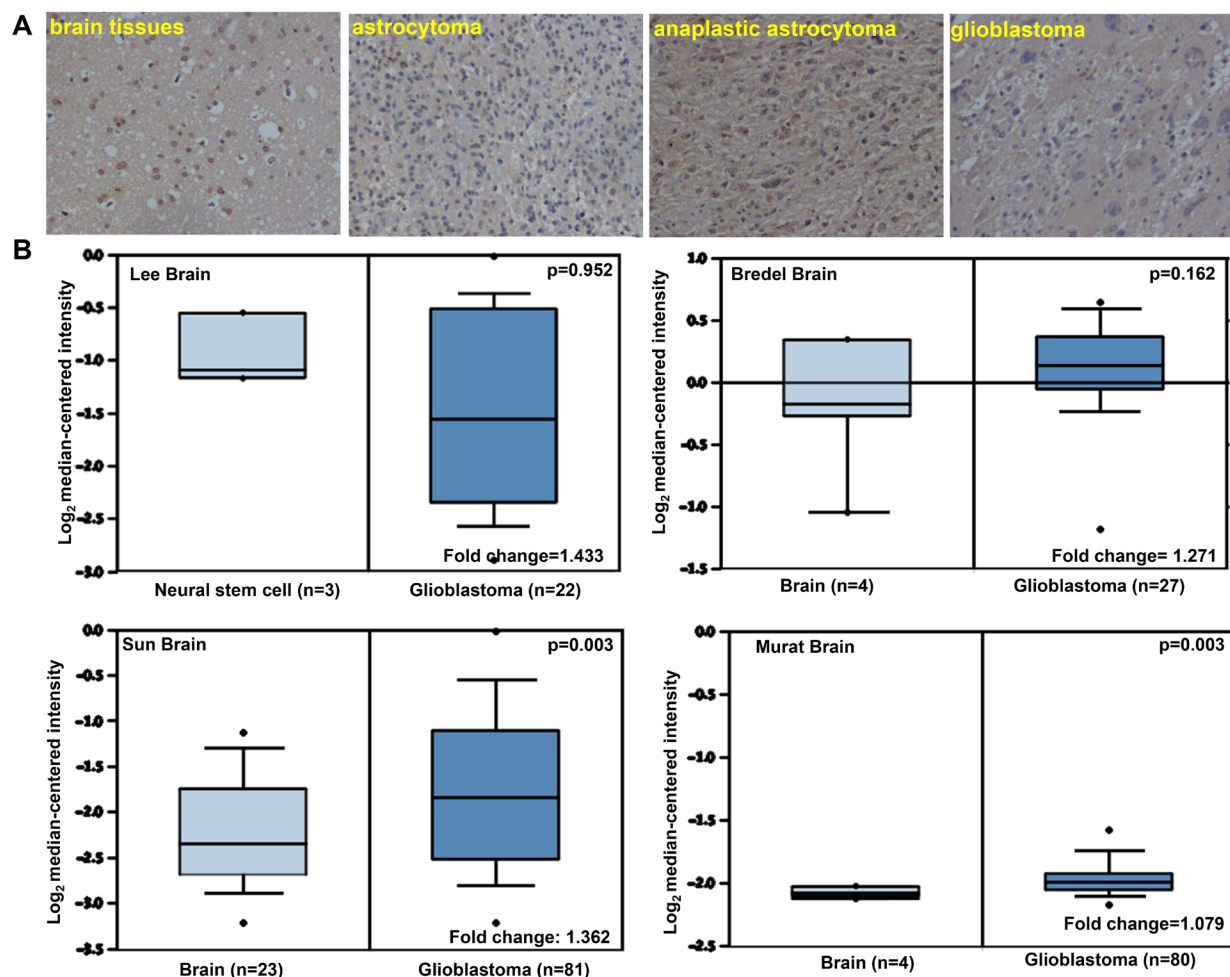 A
brain tissues
astrocytoma
anaplastic astrocytoma
glioblastoma
B
Log2 median-centered intensity
0.0
-0.5
-1.0
-1.5
-2.0
-2.5
-3.0
Lee Brain
p=0.952
Fold change=1.433
Neural stem cell (n=3)
Glioblastoma (n=22)
Log2 median-centered intensity
1.0
0.5
0.0
-0.5
-1.0
-1.5
Bredel Brain
p=0.162
Fold change= 1.271
Brain (n=4)
Glioblastoma (n=27)
Log2 median-centered intensity
0.0
-0.5
-1.0
-1.5
-2.0
-2.5
-3.0
-3.5
Sun Brain
p=0.003
Fold change: 1.362
Brain (n=23)
Glioblastoma (n=81)
Log2 median-centered intensity
0.0
-0.5
-1.0
-1.5
-2.0
-2.5
Murat Brain
p=0.003
Fold change=1.079
Brain (n=4)
Glioblastoma (n=80)